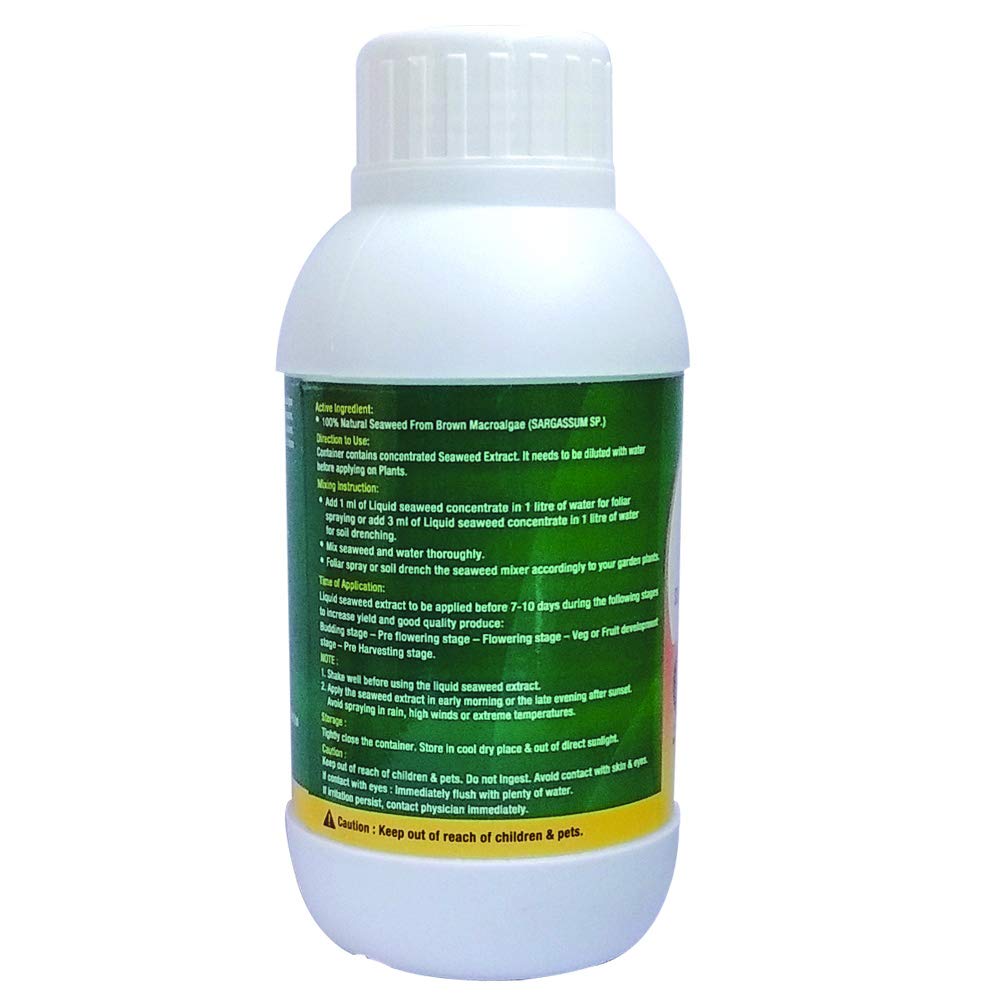 Active Ingredient:
• 100% Natural Seaweed From Brown Macroalgae (SARGASSUM SP.)
Direction to Use:
Container contains concentrated Seaweed Extract. It needs to be diluted with water
before applying on Plants.
Mixing Instruction:
• Add 1 ml of Liquid seaweed concentrate in 1 litre of water for foliar
spraying or add 3 ml of Liquid seaweed concentrate in 1 litre of water
for soil drenching.
• Mix seaweed and water thoroughly.
• Foliar spray or soil drench the seaweed mixer accordingly to your garden plants.
Time of Application:
Liquid seaweed extract to be applied before 7-10 days during the following stages
to increase yield and good quality produce:
Budding stage – Pre flowering stage – Flowering stage – Veg or Fruit development
stage – Pre Harvesting stage.
NOTE :
1. Shake well before using the liquid seaweed extract.
2. Apply the seaweed extract in early morning or the late evening after sunset.
Avoid spraying in rain, high winds or extreme temperatures.
Storage :
Tightly close the container. Store in cool dry place & out of direct sunlight.
Caution :
Keep out of reach of children & pets. Do not Ingest. Avoid contact with skin & eyes.
If contact with eyes : Immediately flush with plenty of water.
If irritation persist, contact physician immediately.
Caution : Keep out of reach of children & pets.